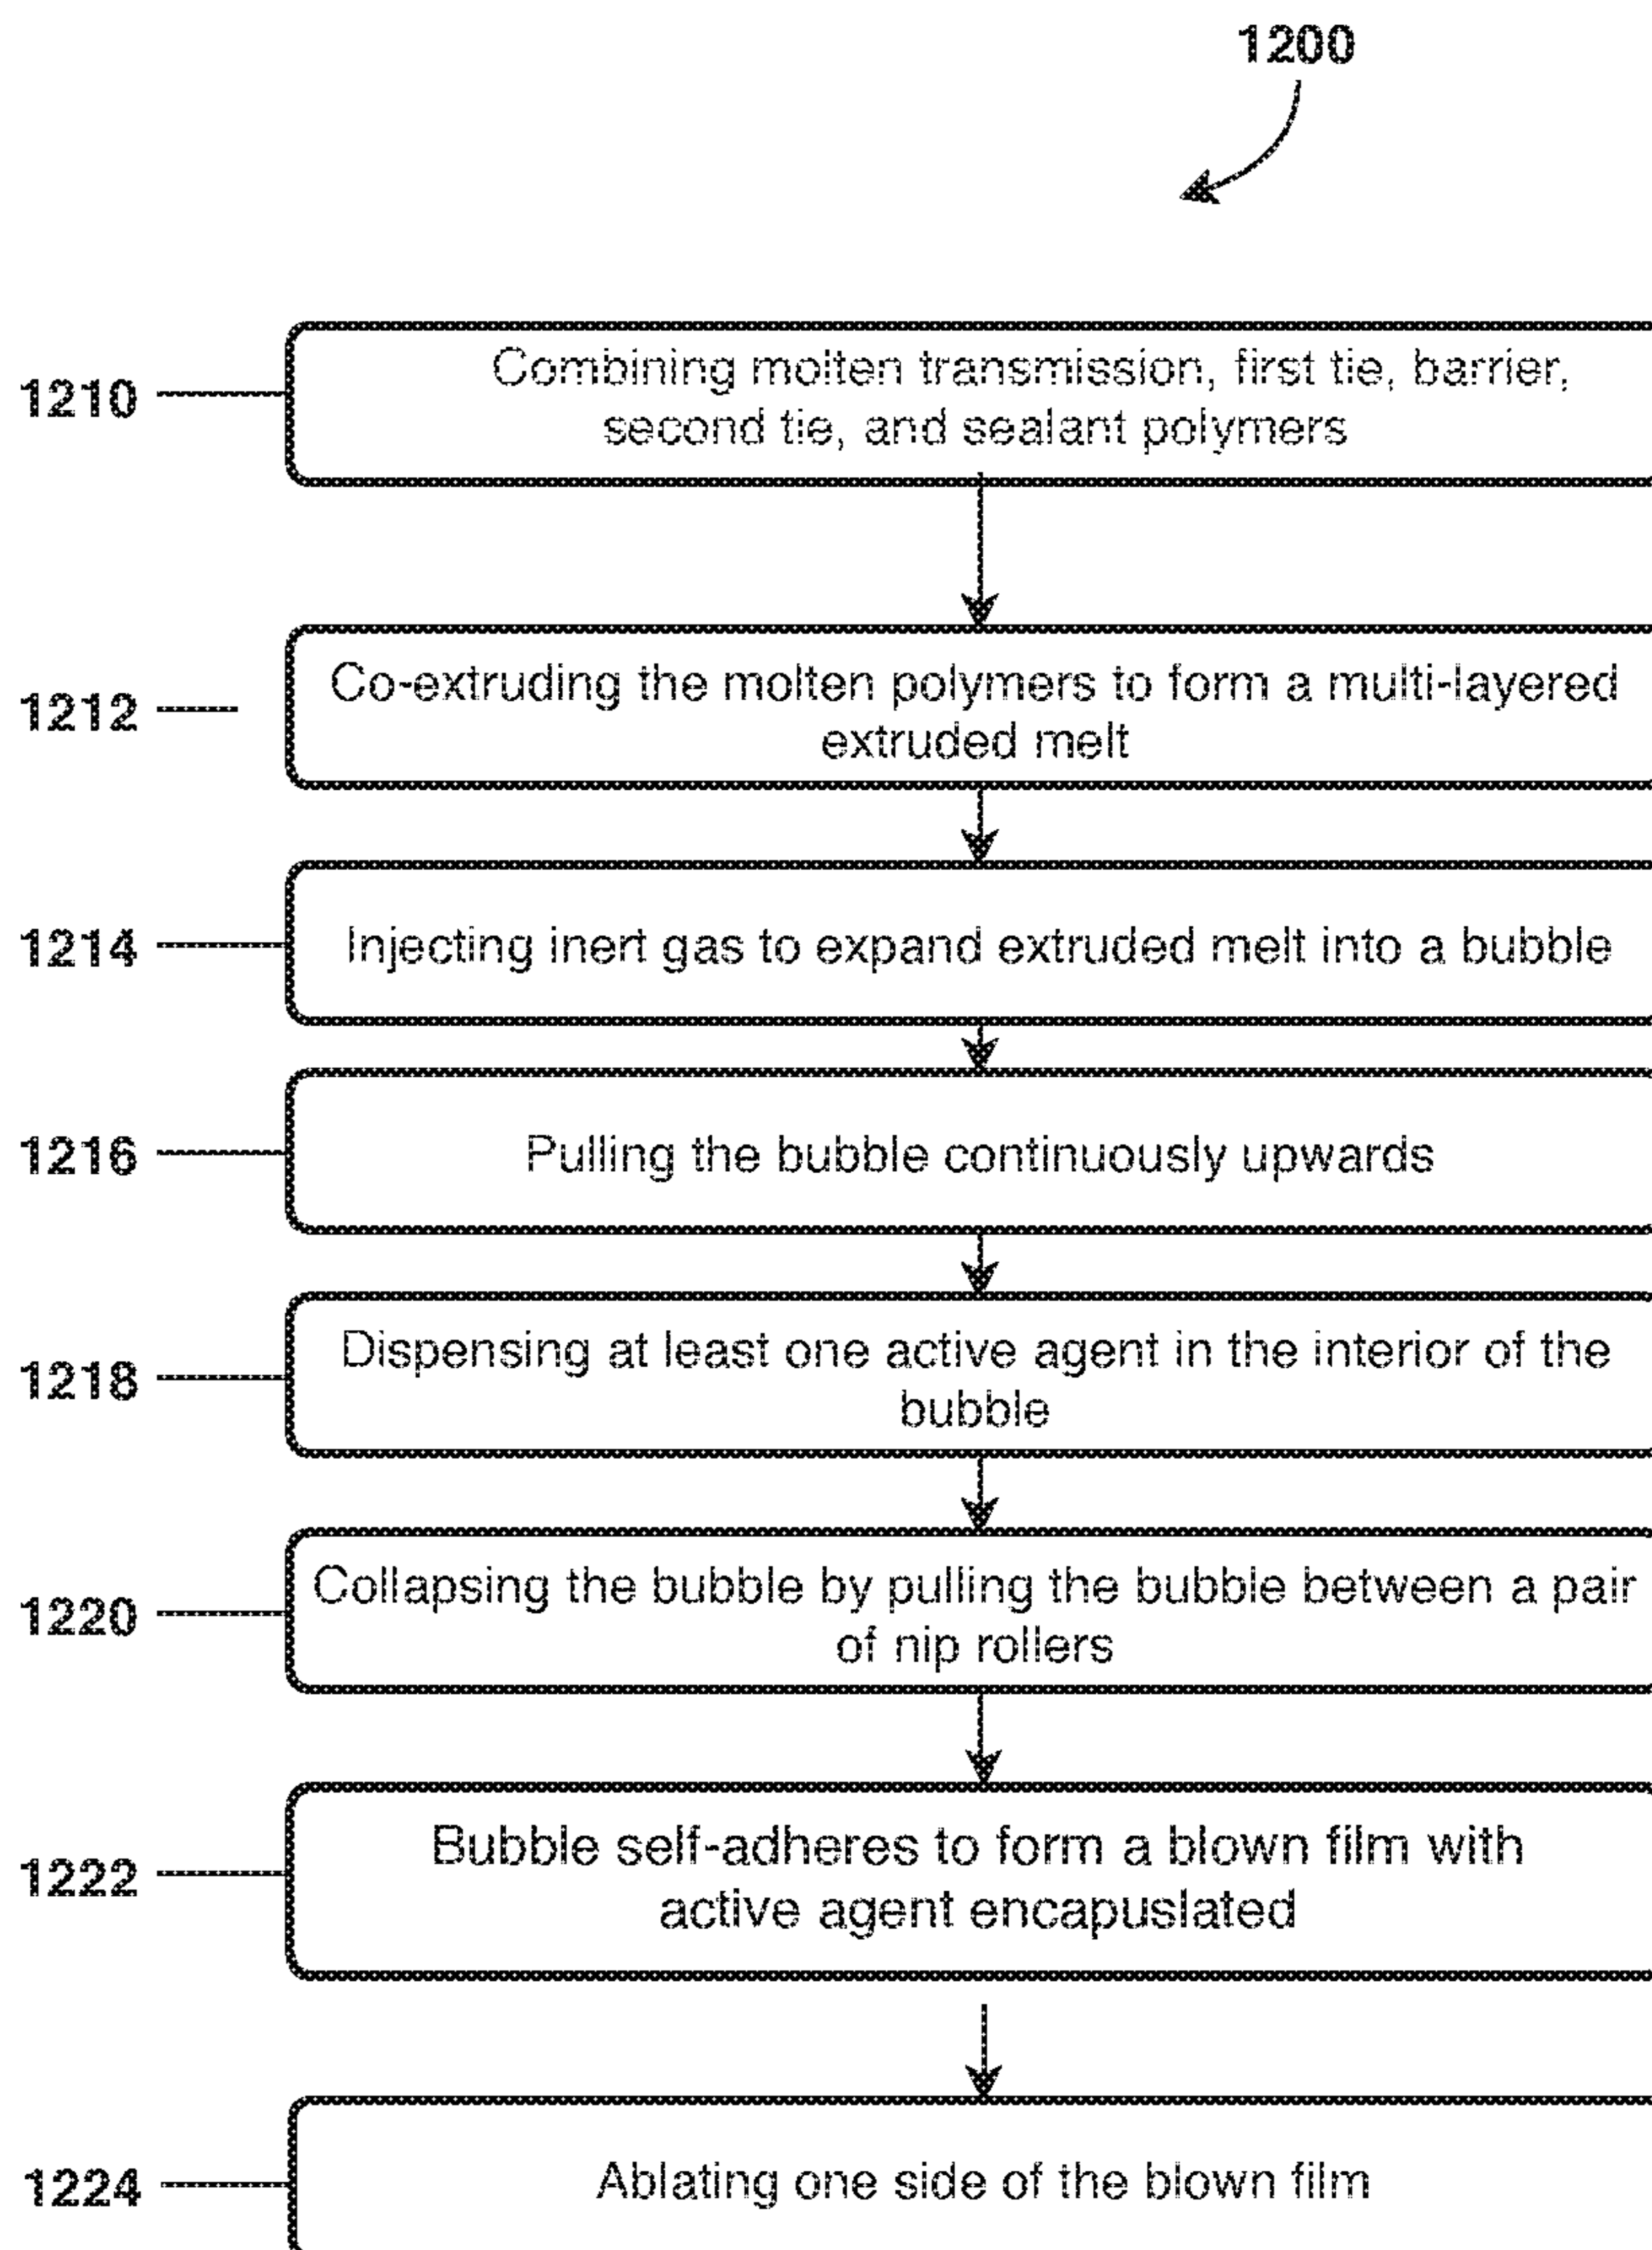 1200
1210
Combining molten transmission, first tie, barrier,
second tie, and sealant polymers
1212
Co-extruding the molten polymers to form a multi-layered
extruded melt
1214
Injecting inert gas to expand extruded melt into a bubble
1216
Pulling the bubble continuously upwards
1218
Dispensing at least one active agent in the interior of the
bubble
1220
Collapsing the bubble by pulling the bubble between a pair
of nip rollers
1222
Bubble self-adheres to form a blown film with
active agent encapuslated
1224
Ablating one side of the blown film